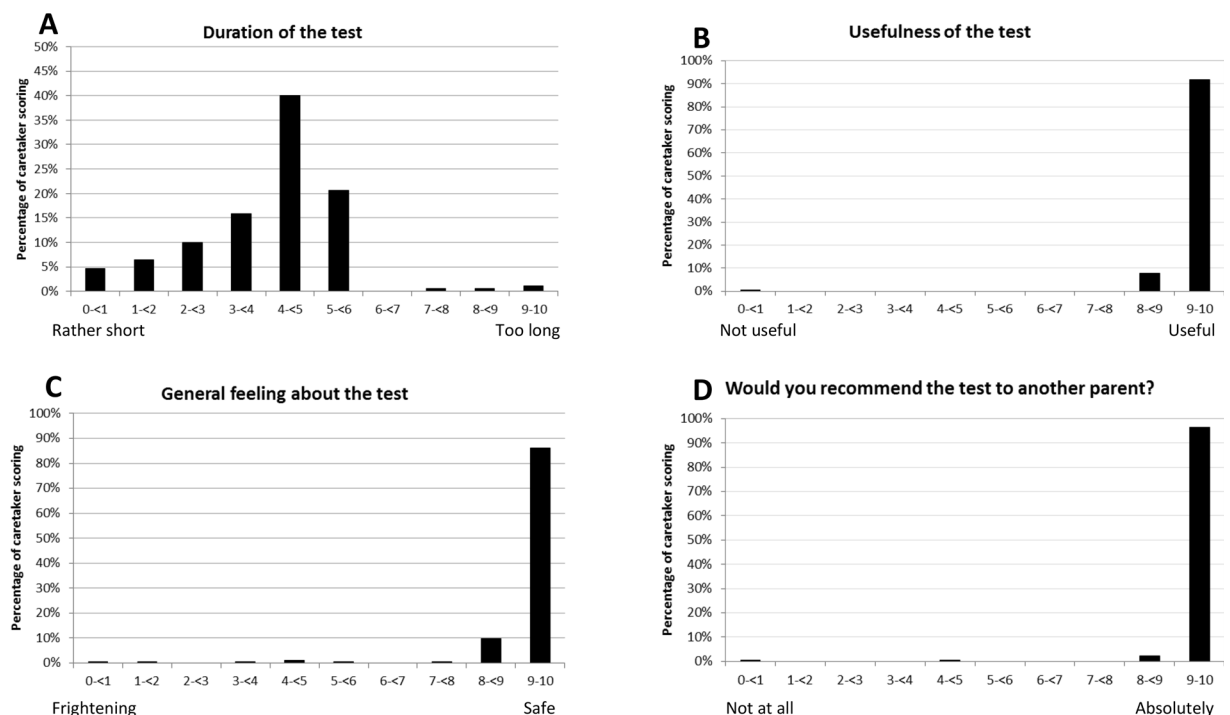 A
Duration of the test
Percentage of caretaker scoring
50%
45%
40%
35%
30%
25%
20%
15%
10%
5%
0%
0-<1 1-<2 2-<3 3-<4 4-<5 5-<6 6-<7 7-<8 8-<9 9-10
Rather short Too long
B
Usefulness of the test
Percentage of caretaker scoring
100%
90%
80%
70%
60%
50%
40%
30%
20%
10%
0%
0-<1 1-<2 2-<3 3-<4 4-<5 5-<6 6-<7 7-<8 8-<9 9-10
Not useful Useful
C
General feeling about the test
Percentage of caretaker scoring
100%
90%
80%
70%
60%
50%
40%
30%
20%
10%
0%
0-<1 1-<2 2-<3 3-<4 4-<5 5-<6 6-<7 7-<8 8-<9 9-10
Frightening Safe
D Would you recommend the test to another parent?
Percentage of caretaker scoring
100%
90%
80%
70%
60%
50%
40%
30%
20%
10%
0%
0-<1 1-<2 2-<3 3-<4 4-<5 5-<6 6-<7 7-<8 8-<9 9-10
Not at all Absolutely